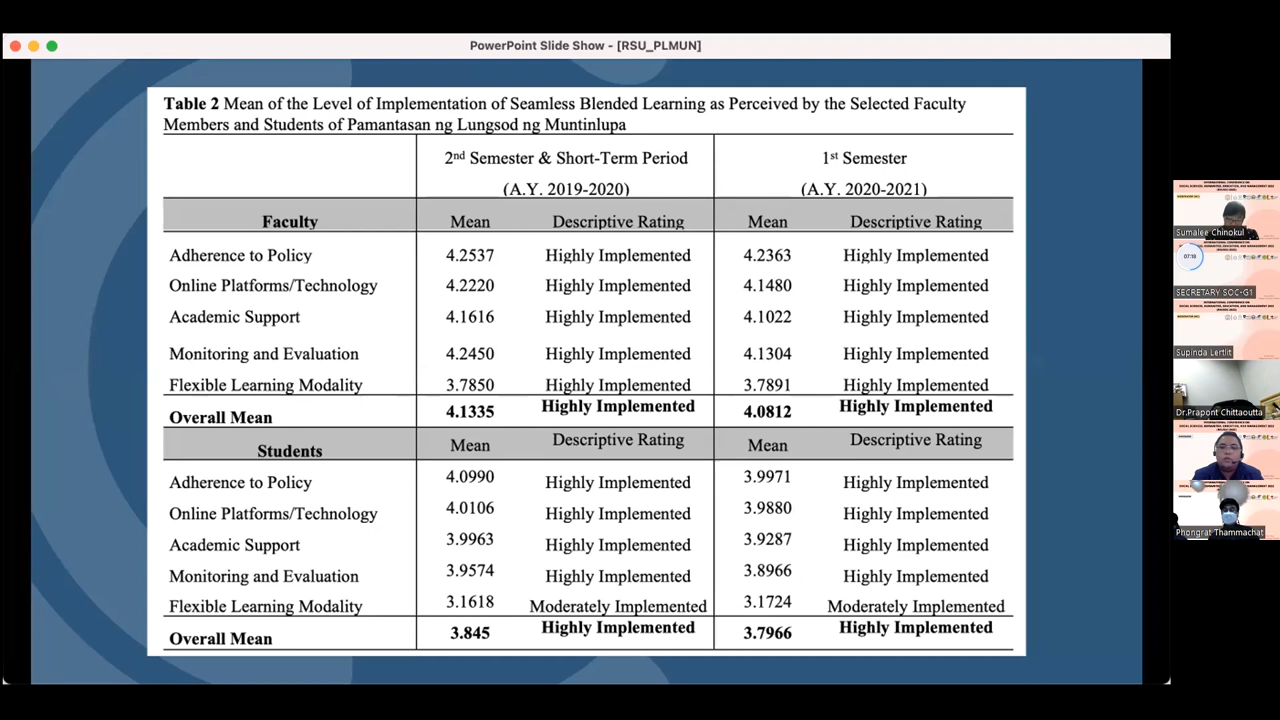 PowerPoint Slide Show - [RSU_PLMUN]
Table 2 Mean of the Level of Implementation of Seamless Blended Learning as Perceived by the Selected Faculty
Members and Students of Pamantasan ng Lungsod ng Muntinlupa
2nd Semester & Short-Term Period 1st Semester
(A.Y. 2019-2020) (A.Y. 2020-2021)
Faculty Mean Descriptive Rating Mean Descriptive Rating
Adherence to Policy 4.2537 Highly Implemented 4.2363 Highly Implemented
Online Platforms/Technology 4.2220 Highly Implemented 4.1480 Highly Implemented
Academic Support 4.1616 Highly Implemented 4.1022 Highly Implemented
Monitoring and Evaluation 4.2450 Highly Implemented 4.1304 Highly Implemented
Flexible Learning Modality 3.7850 Highly Implemented 3.7891 Highly Implemented
Overall Mean 4.1335 Highly Implemented 4.0812 Highly Implemented
Students Mean Descriptive Rating Mean Descriptive Rating
Adherence to Policy 4.0990 Highly Implemented 3.9971 Highly Implemented
Online Platforms/Technology 4.0106 Highly Implemented 3.9880 Highly Implemented
Academic Support 3.9963 Highly Implemented 3.9287 Highly Implemented
Monitoring and Evaluation 3.9574 Highly Implemented 3.8966 Highly Implemented
Flexible Learning Modality 3.1618 Moderately Implemented 3.1724 Moderately Implemented
Overall Mean 3.845 Highly Implemented 3.7966 Highly Implemented
Sumalee Chinokul
07:19
SECRETARY SOC-G1
Supinda Lertlit
Dr.Prapont Chittaoutta
Phongrat Thammachat